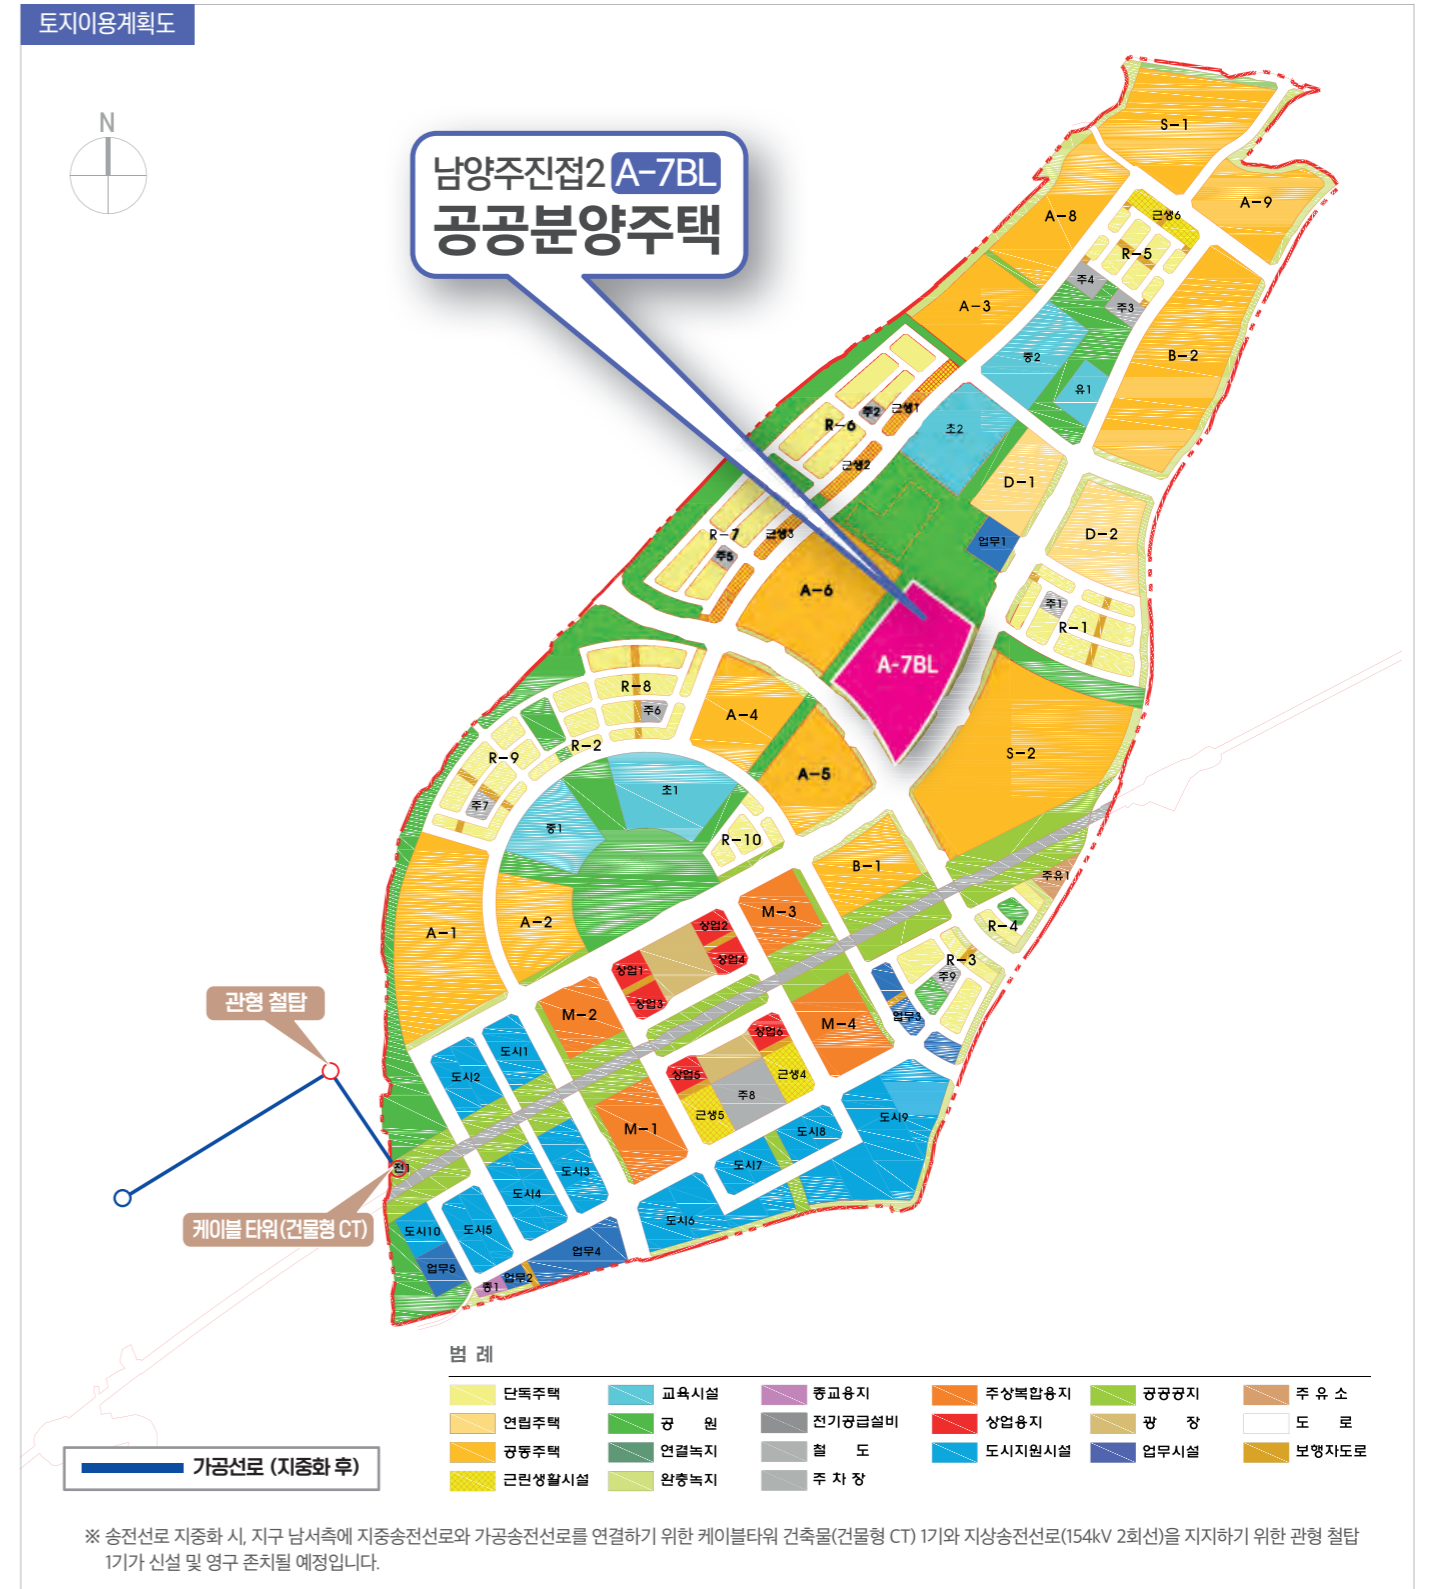 토지이용계획도
N
남양주진접2 A-7BL
공공분양주택
S-1
A-9
A-8
근생6
R-5
주4
주3
A-3
B-2
중2
유1
주2
근생1
R-6
초2
근생2
D-1
R-7
근생3
업무1
D-2
주5
A-6
주1
R-1
A-7BL
R-8
주6
A-4
R-2
R-9
S-2
A-5
초1
주7
중1
R-10
B-1
주유1
A-1
A-2
M-3
상업2
R-4
상업4
R-3
상업1
주9
상업3
관형 철탑
M-2
업무3
M-4
상업6
도시1
도시2
상업5
근생4
주8
근생5
도시9
M-1
도시8
전1
도시3
도시7
도시4
케이블 타워(건물형 CT)
도시10
도시5
도시6
업무4
업무5
업무2
종1
범 례
단독주택 교육시설 종교용지 주상복합용지 공공공지 주 유 소
연립주택 공 원 전기공급설비 상업용지 광 장 도 로
공동주택 연결녹지 철 도 도시지원시설 업무시설 보행자도로
근린생활시설 완충녹지 주 차 장
가공선로 (지중화 후)
※ 송전선로 지중화 시, 지구 남서측에 지중송전선로와 가공송전선로를 연결하기 위한 케이블타워 건축물(건물형 CT) 1기와 지상송전선로(154kV 2회선)을 지지하기 위한 관형 철탑
1기가 신설 및 영구 존치될 예정입니다.